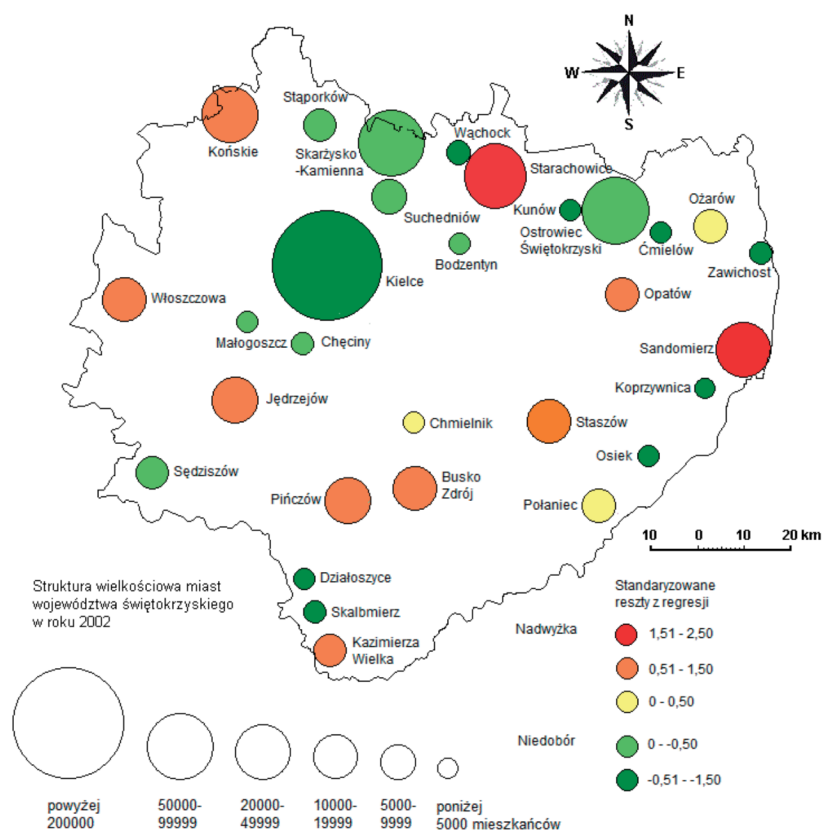 N
W
E
S
Stąporków
Końskie
Skarżysko
-Kamienna
Wąchock
Starachowice
Suchedniów
Kunów
Ostrowiec
Świętokrzyski
Ożarów
Ćmielów
Bodzentyn
Zawichost
Kielce
Włoszczowa
Opatów
Małogoszcz
Chęciny
Sandomierz
Koprzywnica
Jędrzejów
Chmielnik
Staszów
Osiek
Sędziszów
Busko
Zdrój
Pińczów
Połaniec
10 0 10 20 km
Działoszyce
Skalbmierz
Kazimierza
Wielka
Struktura wielkościowa miast
województwa świętokrzyskiego
w roku 2002
Standaryzowane
reszty z regresji
Nadwyżka
1,51 - 2,50
0,51 - 1,50
0 - 0,50
Niedobór
0 - -0,50
-0,51 - -1,50
powyżej
200000
50000-
99999
20000-
49999
10000-
19999
5000-
9999
poniżej
5000 mieszkańców